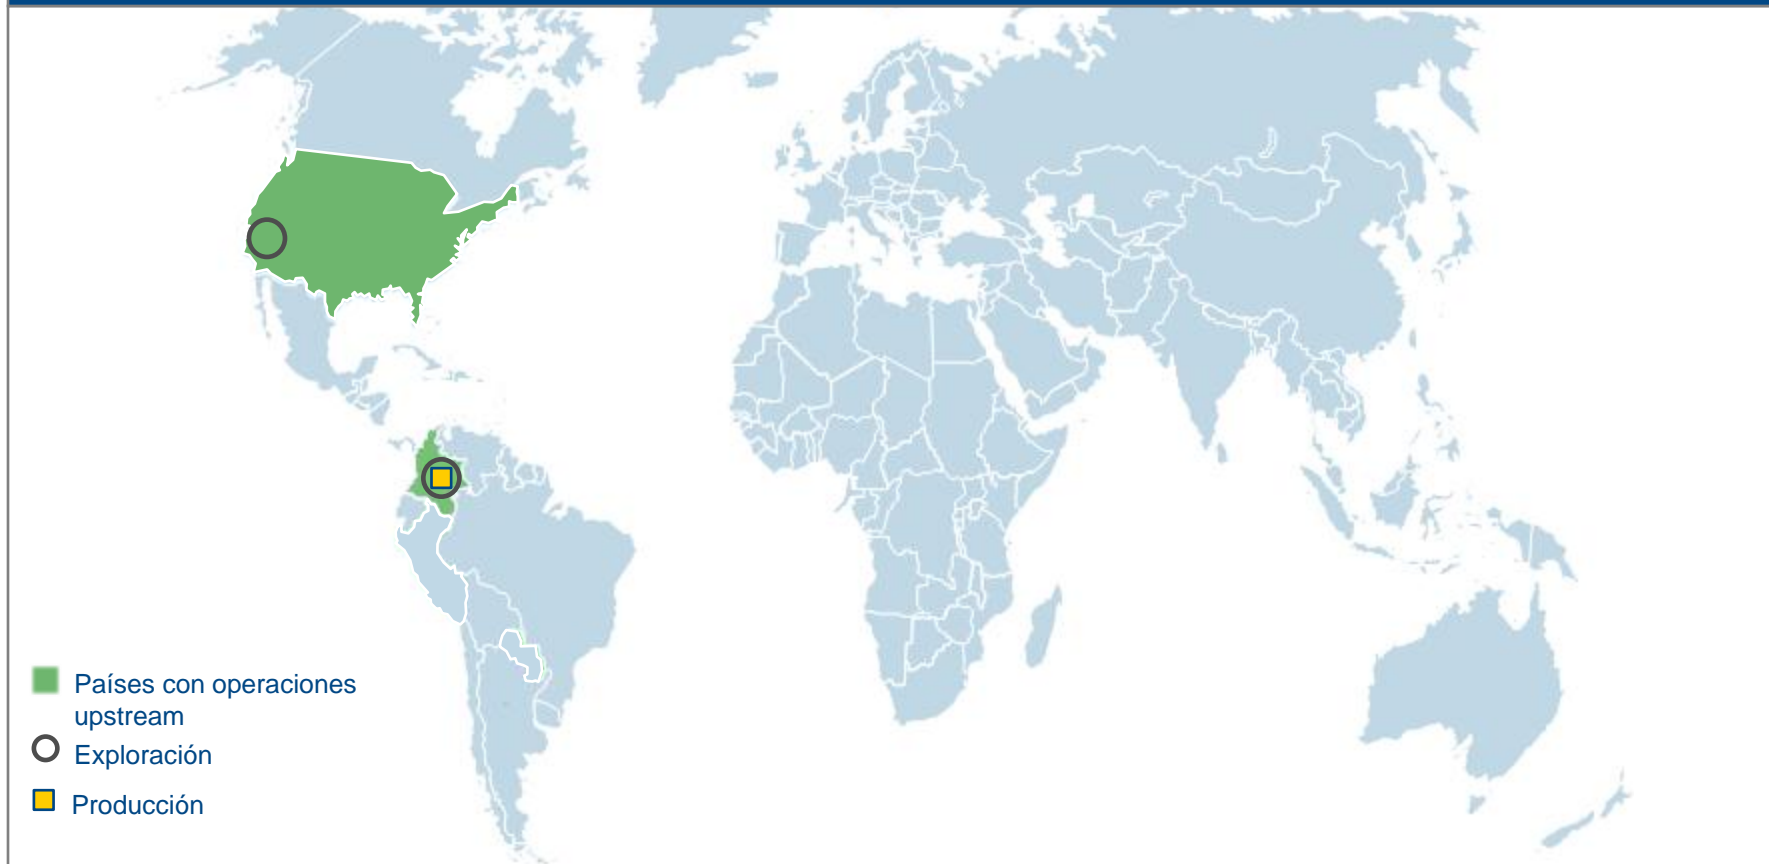 Países con operaciones
upstream
Exploración
Producción